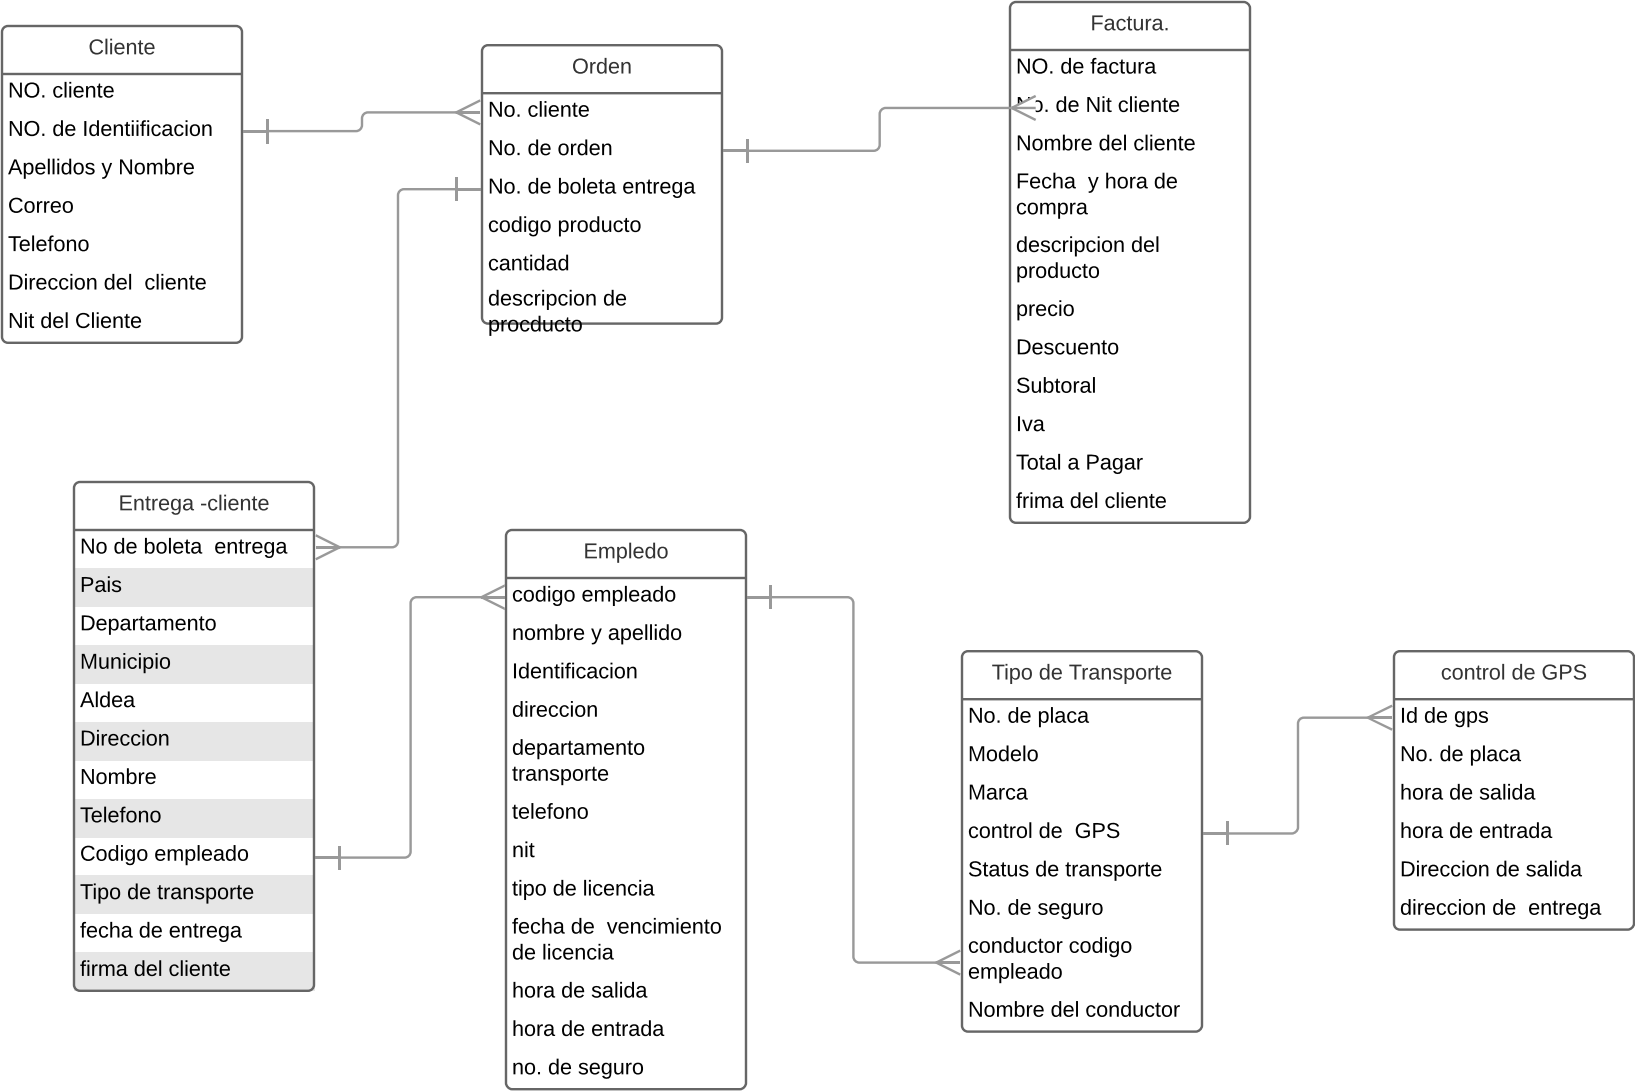 Cliente
NO. cliente
NO. de Identiificacion
Apellidos y Nombre
Correo
Telefono
Direccion del  cliente
Nit del Cliente
Orden
No. cliente
No. de orden
No. de boleta entrega
codigo producto
cantidad
descripcion de
procducto
Factura.
NO. de factura
No. de Nit cliente
Nombre del cliente
Fecha  y hora de
compra
descripcion del
producto
precio
Descuento
Subtoral
Iva
Total a Pagar
frima del cliente
Entrega -cliente
No de boleta  entrega
Pais
Departamento
Municipio
Aldea
Direccion
Nombre
Telefono
Codigo empleado
Tipo de transporte
fecha de entrega
firma del cliente
Empledo
codigo empleado
nombre y apellido
Identificacion
direccion
departamento
transporte
telefono
nit
tipo de licencia
fecha de  vencimiento
de licencia
hora de salida
hora de entrada
no. de seguro
Tipo de Transporte
No. de placa
Modelo
Marca
control de  GPS
Status de transporte
No. de seguro
conductor codigo
empleado
Nombre del conductor
control de GPS
Id de gps
No. de placa
hora de salida
hora de entrada
Direccion de salida
direccion de  entrega